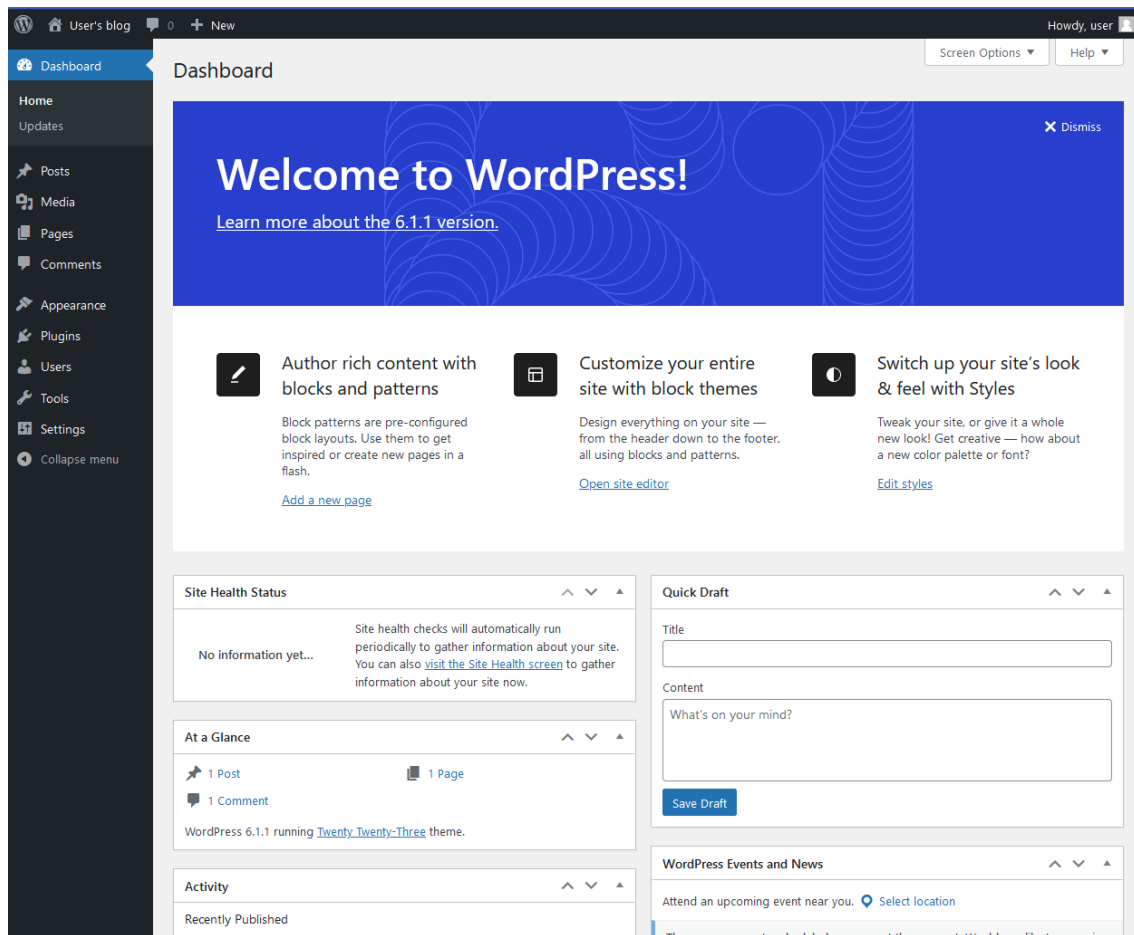 User's blog 0 New Howdy, user
Screen Options Help
Dashboard
Home
Updates
Posts
Media
Pages
Comments
Appearance
Plugins
Users
Tools
Settings
Collapse menu
Dashboard
Dismiss
Welcome to WordPress!
Learn more about the 6.1.1 version.
Author rich content with
blocks and patterns
Block patterns are pre-configured
block layouts. Use them to get
inspired or create new pages in a
flash.
Add a new page
Customize your entire
site with block themes
Design everything on your site —
from the header down to the footer,
all using blocks and patterns.
Open site editor
Switch up your site's look
& feel with Styles
Tweak your site, or give it a whole
new look! Get creative — how about
a new color palette or font?
Edit styles
Site Health Status
No information yet...
Site health checks will automatically run
periodically to gather information about your site.
You can also visit the Site Health screen to gather
information about your site now.
At a Glance
1 Post 1 Page
1 Comment
WordPress 6.1.1 running Twenty Twenty-Three theme.
Activity
Recently Published
Quick Draft
Title
Content
What's on your mind?
Save Draft
WordPress Events and News
Attend an upcoming event near you. Select location